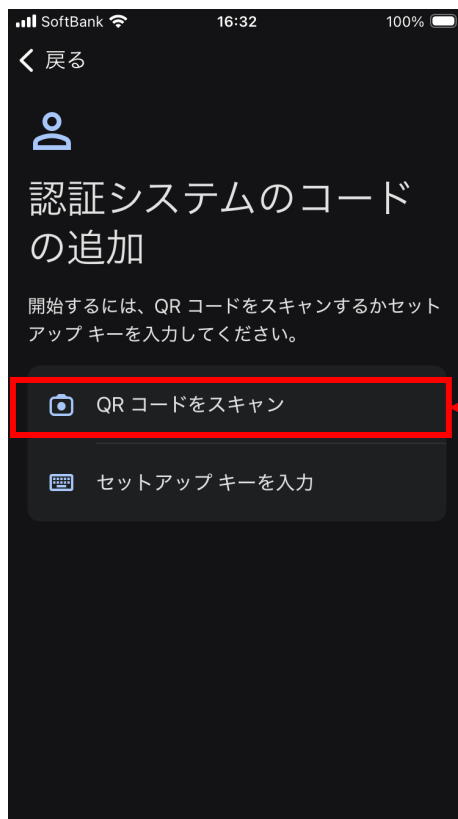 SoftBank 16:32 100%
戻る
認証システムのコード
の追加
開始するには、QR コードをスキャンするかセット
アップ キーを入力してください。
QR コードをスキャン
セットアップ キーを入力